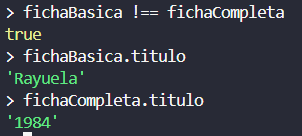 > fichaBasica !== fichaCompleta
true
> fichaBasica.titulo
'Rayuela'
> fichaCompleta.titulo
'1984'